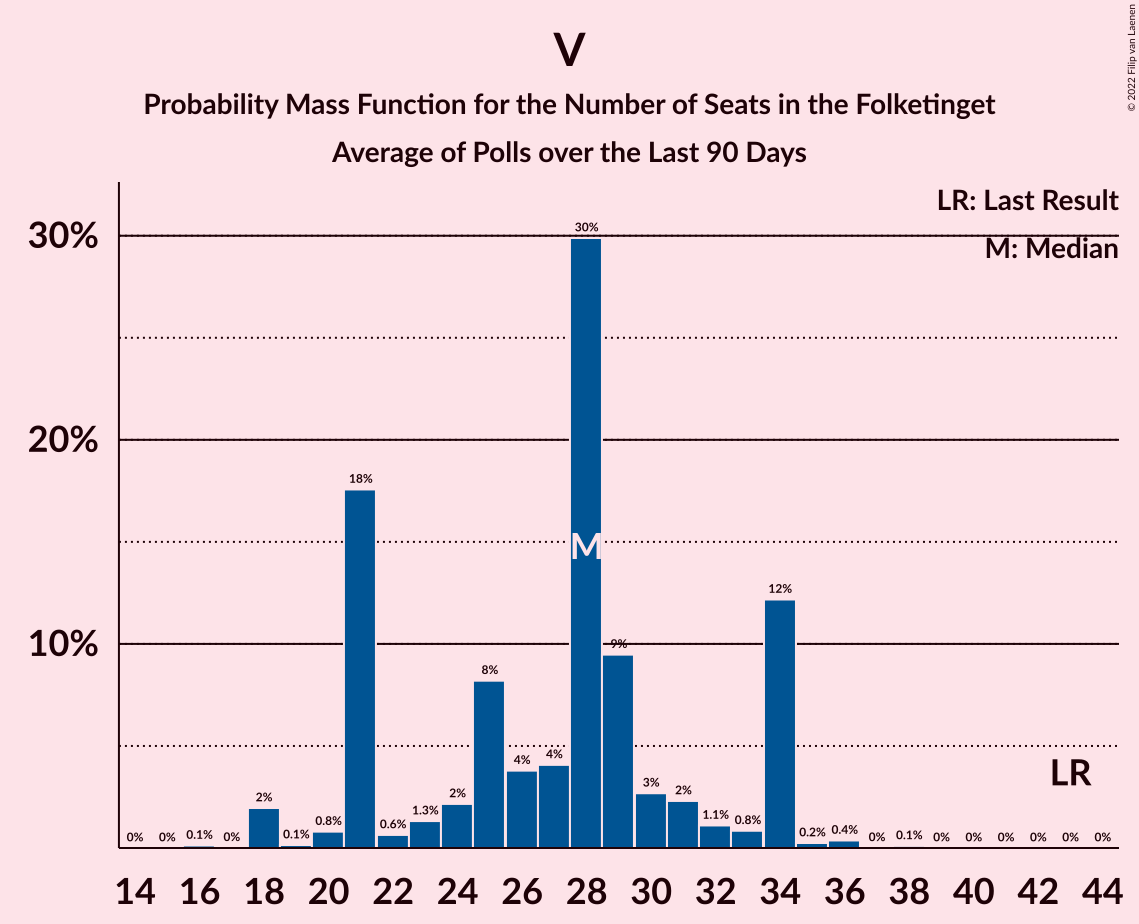 © 2022 Filip van Laenen
V
Probability Mass Function for the Number of Seats in the Folketinget
Average of Polls over the Last 90 Days
LR: Last Result
M: Median
30%
20%
10%
0% 0% 0.1% 0% 2% 0.1% 0.8% 18% 0.6% 1.3% 2% 8% 4% 4% 30% 9% 3% 2% 1.1% 0.8% 12% 0.2% 0.4% 0% 0.1% 0% 0% 0% 0% 0% 0%
M
LR
14 16 18 20 22 24 26 28 30 32 34 36 38 40 42 44